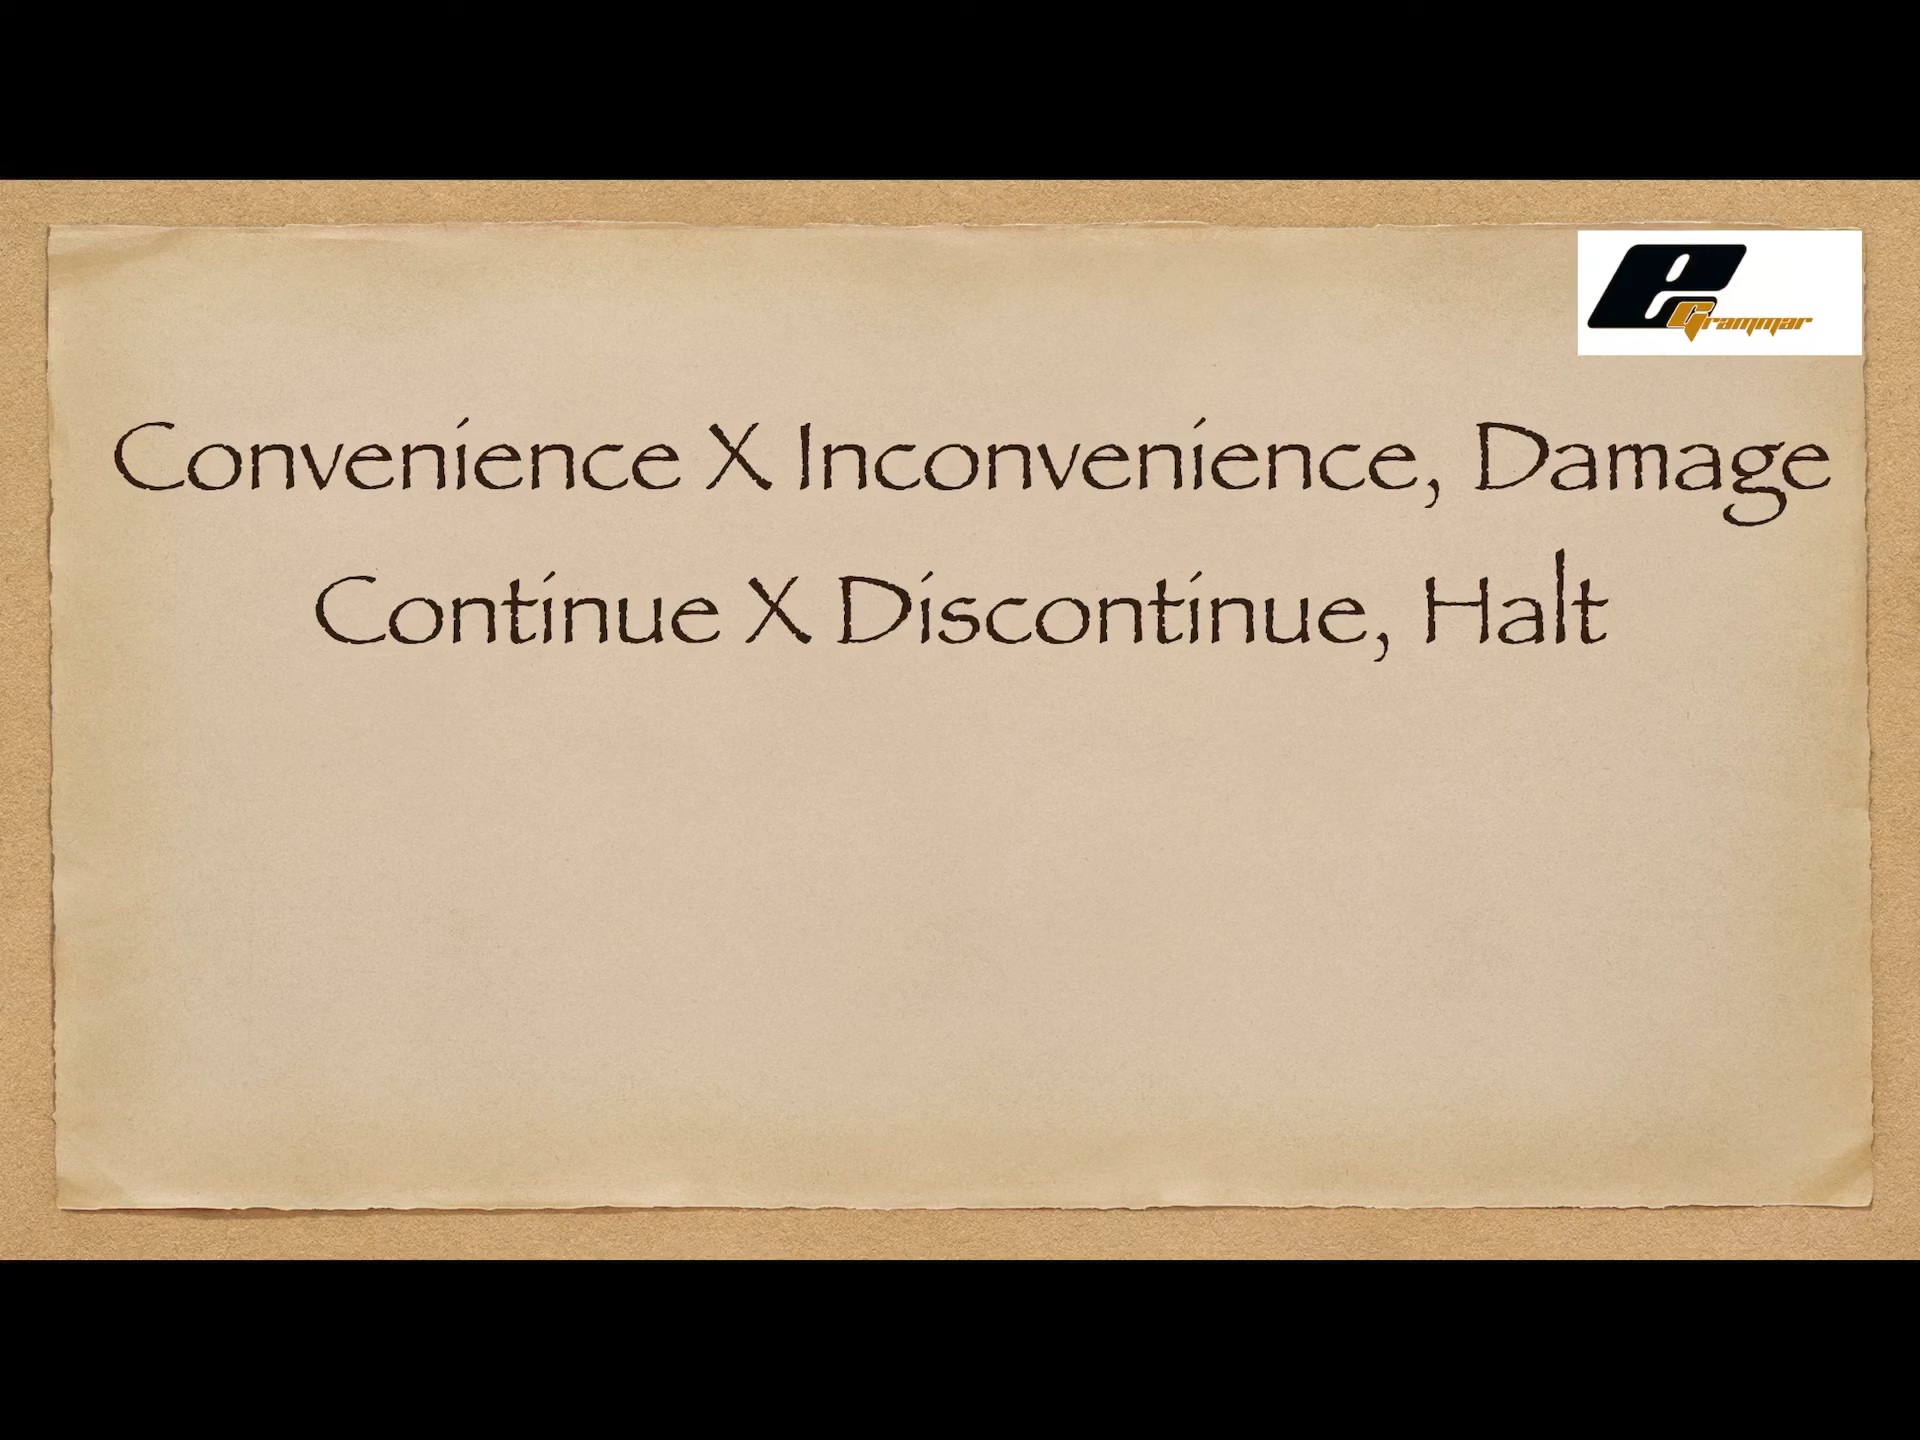 e Grammar
Convenience X Inconvenience, Damage
Continue X Discontinue, Halt